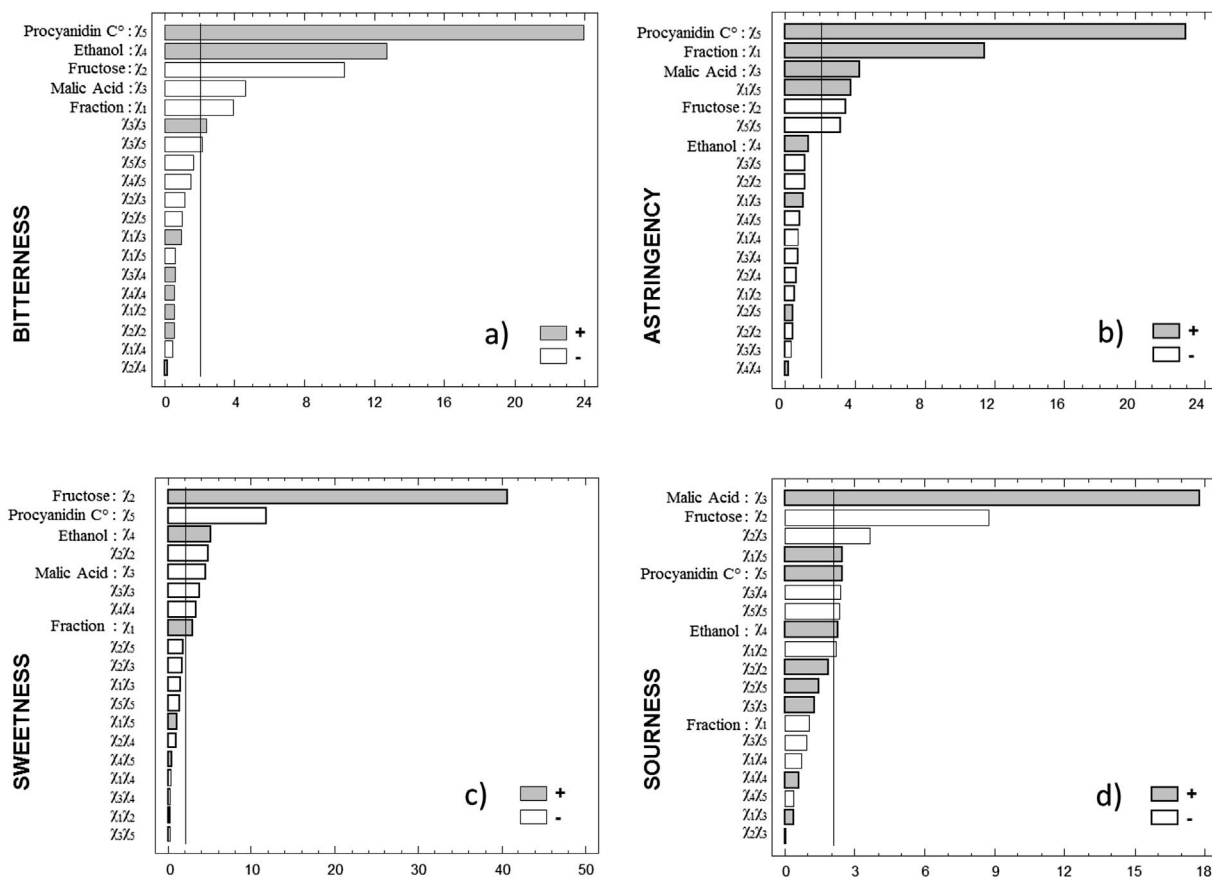 BITTERNESS
Procyanidin C° : χ5
Ethanol : χ4
Fructose : χ2
Malic Acid : χ3
Fraction : χ1
χ3χ3
χ3χ5
χ5χ5
χ4χ5
χ2χ3
χ2χ5
χ1χ3
χ1χ5
χ3χ4
χ4χ4
χ1χ2
χ2χ2
χ1χ4
χ2χ4
a)
+
-
0 4 8 12 16 20 24
ASTRINGENCY
Procyanidin C° : χ5
Fraction : χ1
Malic Acid : χ3
χ1χ5
Fructose : χ2
χ5χ5
Ethanol : χ4
χ3χ5
χ2χ2
χ1χ3
χ4χ5
χ1χ4
χ3χ4
χ2χ4
χ1χ2
χ2χ5
χ2χ2
χ3χ3
χ4χ4
b)
+
-
0 4 8 12 16 20 24
SWEETNESS
Fructose : χ2
Procyanidin C° : χ5
Ethanol : χ4
χ2χ2
Malic Acid : χ3
χ3χ3
χ4χ4
Fraction : χ1
χ2χ5
χ2χ3
χ1χ3
χ5χ5
χ1χ5
χ2χ4
χ4χ5
χ1χ4
χ3χ4
χ1χ2
χ3χ5
c)
+
-
0 10 20 30 40 50
SOURNESS
Malic Acid : χ3
Fructose : χ2
χ2χ3
χ1χ5
Procyanidin C° : χ5
χ3χ4
χ5χ5
Ethanol : χ4
χ1χ2
χ2χ2
χ2χ5
χ3χ3
Fraction : χ1
χ3χ5
χ1χ4
χ4χ4
χ4χ5
χ1χ3
χ2χ3
d)
+
-
0 3 6 9 12 15 18